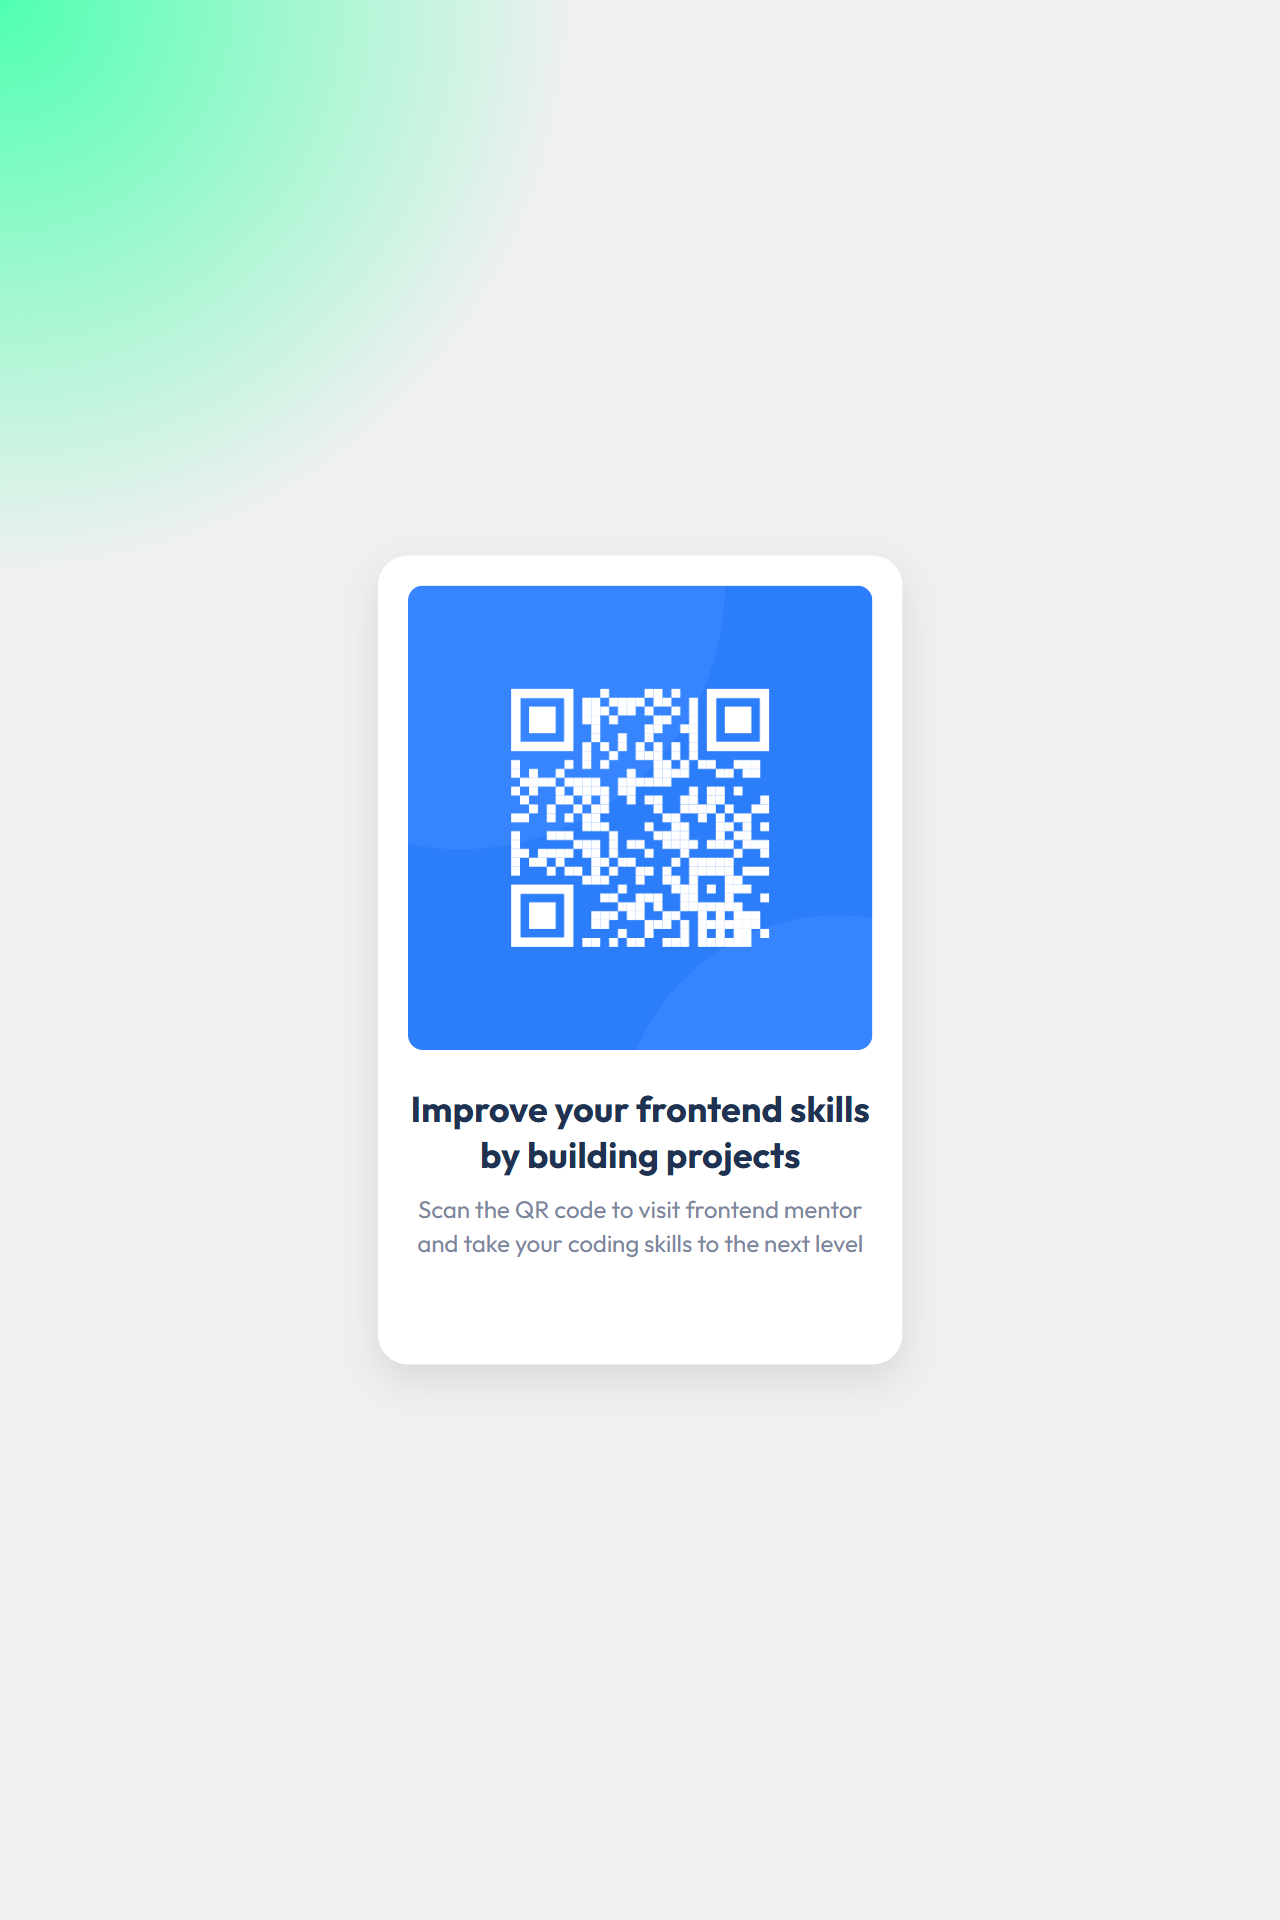 Improve your frontend skills
by building projects
Scan the QR code to visit frontend mentor
and take your coding skills to the next level